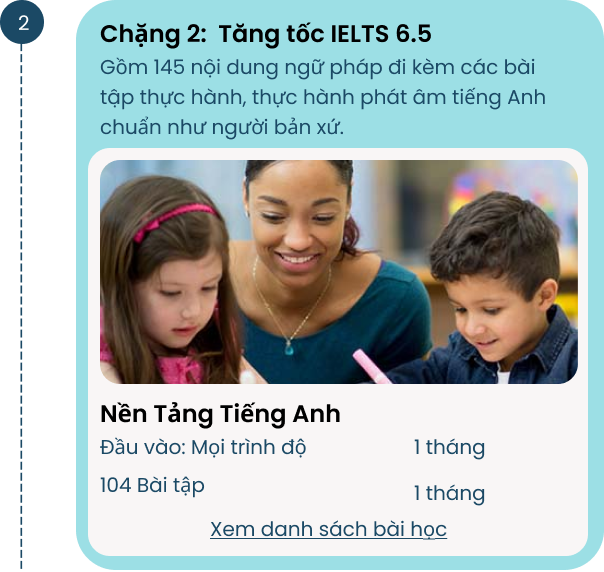 2
Chặng 2: Tăng tốc IELTS 6.5
Gồm 145 nội dung ngữ pháp đi kèm các bài
tập thực hành, thực hành phát âm tiếng Anh
chuẩn như người bản xứ.
Nền Tảng Tiếng Anh
Đầu vào: Mọi trình độ
1 tháng
104 Bài tập
1 tháng
Xem danh sách bài học